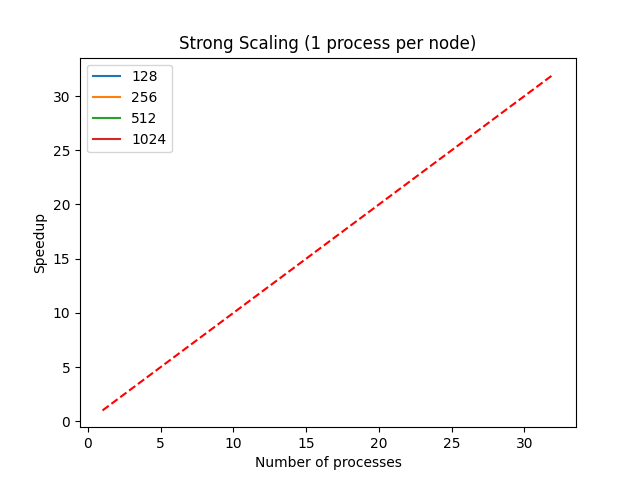 Strong Scaling (1 process per node)
128
256
512
1024
30
25
20
15
10
5
0
Speedup
0 5 10 15 20 25 30
Number of processes